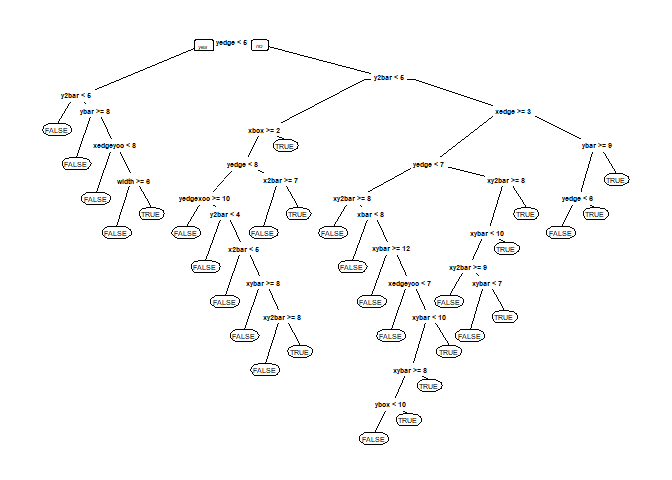 yes yedge < 5 no
y2bar < 5
y2bar < 5
ybar >= 8
xedge >= 3
FALSE
xbox >= 2
xedgeyoo < 8
TRUE
ybar >= 9
FALSE
yedge < 8
yedge < 7
width >= 6
x2bar >= 7
xy2bar >= 8
TRUE
FALSE
yedgexoo >= 10
xy2bar >= 8
yedge < 6
TRUE
y2bar < 4
TRUE
xbar < 8
TRUE
TRUE
FALSE
FALSE
FALSE
FALSE
xybar < 10
FALSE
x2bar < 5
xybar >= 12
TRUE
FALSE
FALSE
xy2bar >= 9
xybar >= 8
xedgeyoo < 7
xybar < 7
FALSE
FALSE
FALSE
xy2bar >= 8
xybar < 10
TRUE
FALSE
FALSE
FALSE
TRUE
TRUE
FALSE
xybar >= 8
TRUE
ybox < 10
TRUE
FALSE